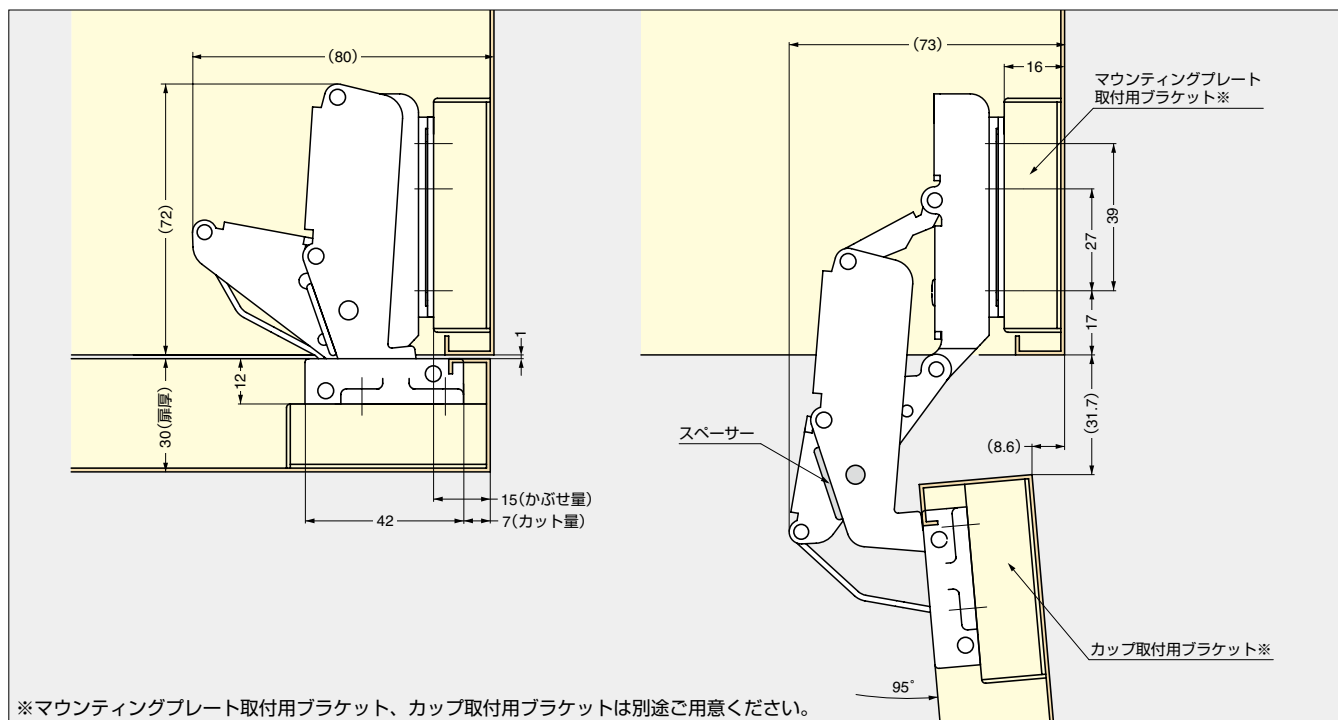 (80)
(72)
1
12
30(扉厚)
15(かぶせ量)
42
7(カット量)
(73)
16
マウンティングプレート
取付用ブラケット※
39
27
17
(31.7)
(8.6)
スペーサー
カップ取付用ブラケット※
95°
※マウンティングプレート取付用ブラケット、カップ取付用ブラケットは別途ご用意ください。